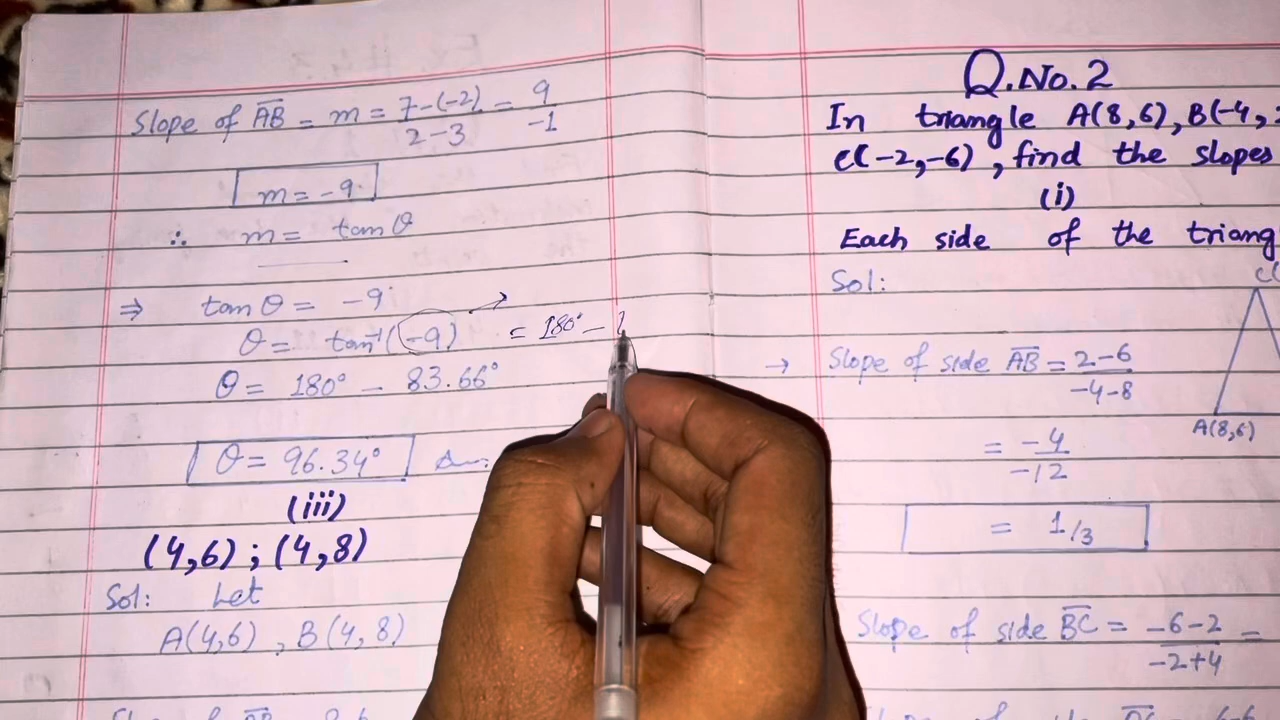 Slope of AB = m = 7-(-2) / 2-3 = 9 / -1
m = -9
∴ m = tanθ
⇒ tanθ = -9
θ = tan⁻¹(-9) = 180° -
θ = 180° - 83.66°
θ = 96.34° Ans.
(iii)
(4,6) ; (4,8)
Sol: Let
A(4,6) , B(4,8)
Q.No.2
In triangle A(8,6), B(-4,
C(-2,-6), find the slopes
(i)
Each side of the triang
Sol:
→ Slope of side AB = 2-6 / -4-8
= -4 / -12
= 1/3
A(8,6)
Slope of side BC = -6-2 / -2+4 =